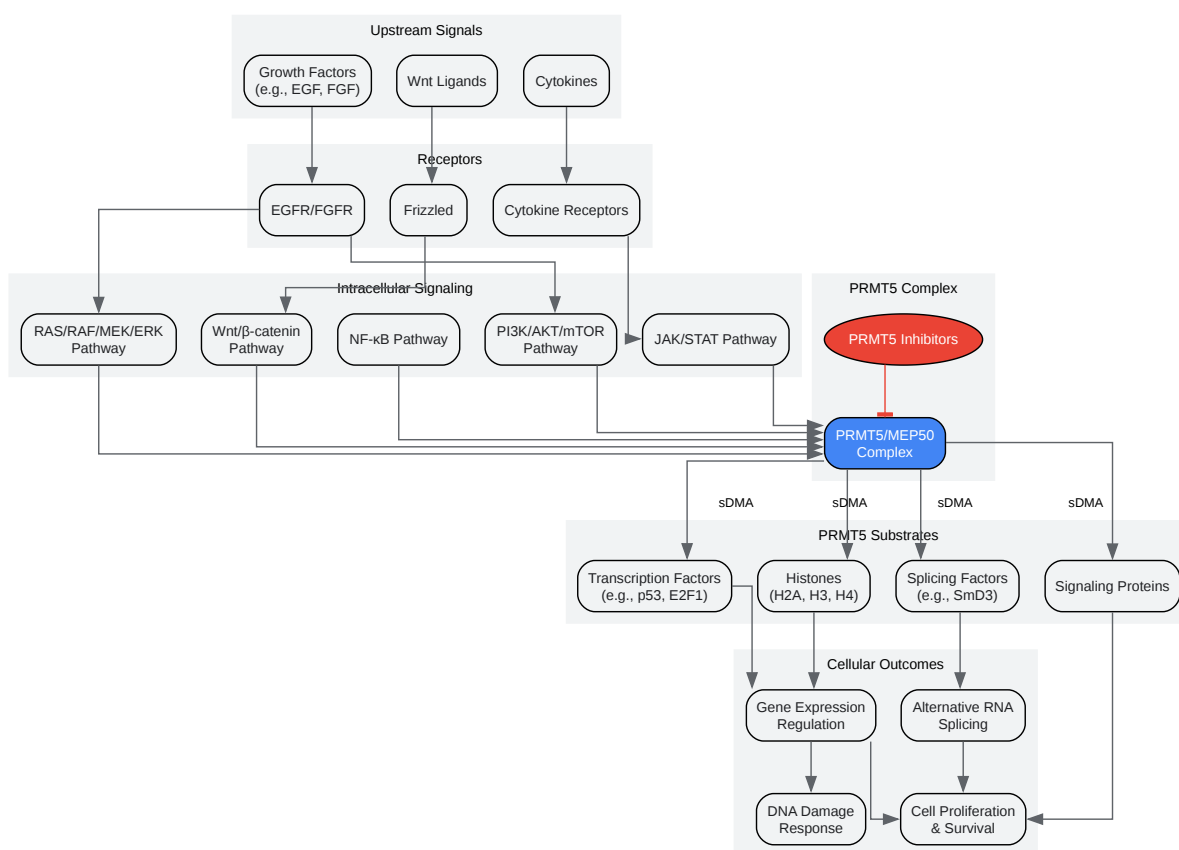 Upstream Signals
Growth Factors
(e.g., EGF, FGF)
Wnt Ligands
Cytokines
Receptors
EGFR/FGFR
Frizzled
Cytokine Receptors
Intracellular Signaling
RAS/RAF/MEK/ERK
Pathway
Wnt/β-catenin
Pathway
NF-κB Pathway
PI3K/AKT/mTOR
Pathway
JAK/STAT Pathway
PRMT5 Complex
PRMT5 Inhibitors
PRMT5/MEP50
Complex
sDMA
sDMA
sDMA
sDMA
PRMT5 Substrates
Transcription Factors
(e.g., p53, E2F1)
Histones
(H2A, H3, H4)
Splicing Factors
(e.g., SmD3)
Signaling Proteins
Cellular Outcomes
Gene Expression
Regulation
Alternative RNA
Splicing
DNA Damage
Response
Cell Proliferation
& Survival